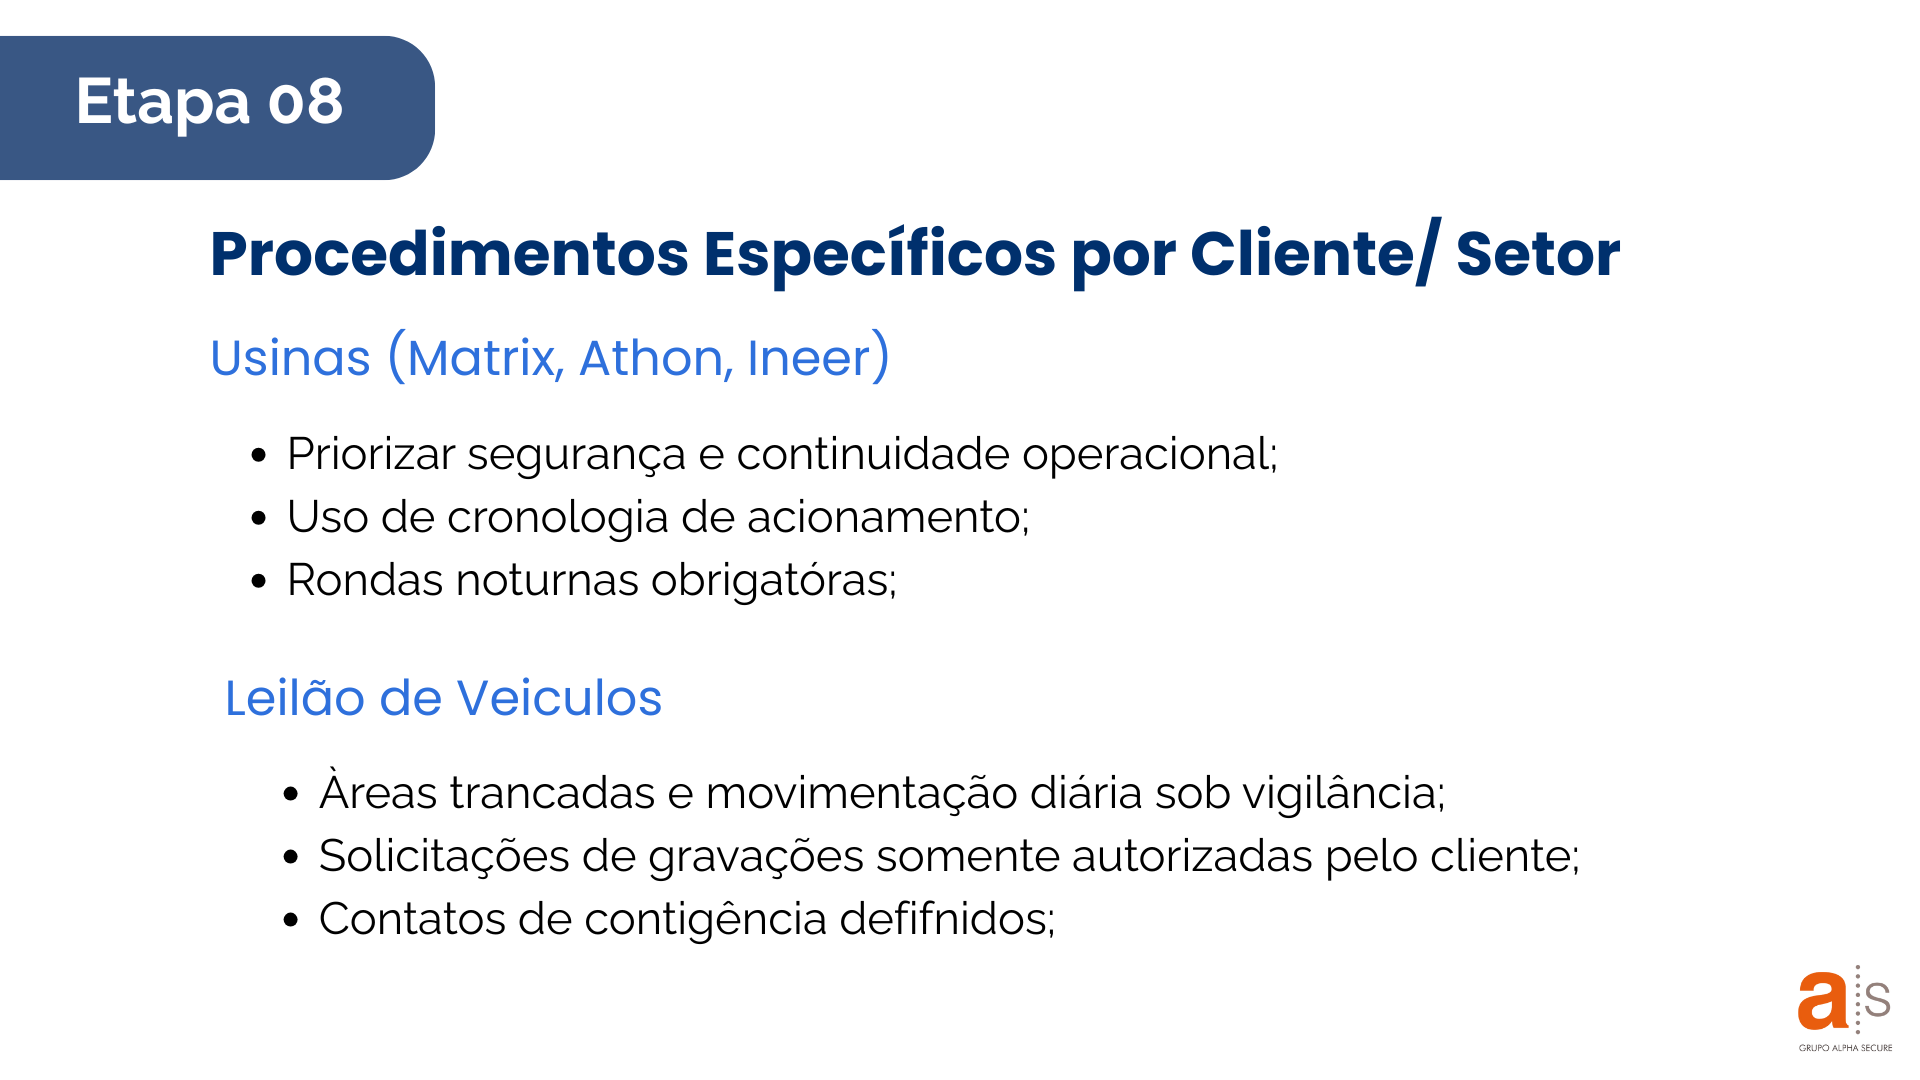 Etapa 08
Procedimentos Específicos por Cliente/ Setor
Usinas (Matrix, Athon, Ineer)
• Priorizar segurança e continuidade operacional;
• Uso de cronologia de acionamento;
• Rondas noturnas obrigatóras;
Leilão de Veiculos
• Àreas trancadas e movimentação diária sob vigilância;
• Solicitações de gravações somente autorizadas pelo cliente;
• Contatos de contigência defifnidos;
a s
GRUPO ALPHA SECURE